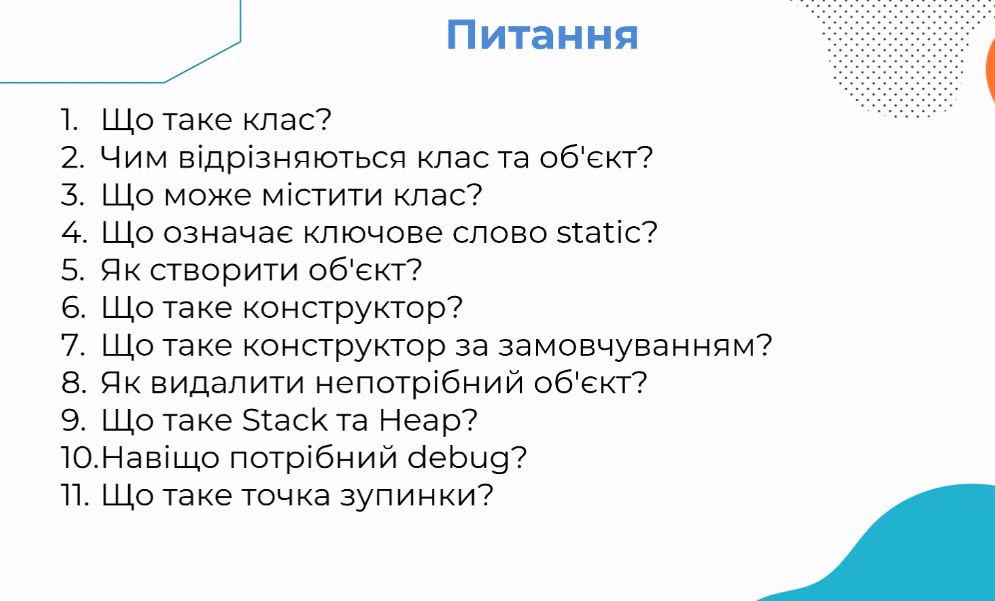 Питання
1. Що таке клас?
2. Чим відрізняються клас та об'єкт?
3. Що може містити клас?
4. Що означає ключове слово static?
5. Як створити об'єкт?
6. Що таке конструктор?
7. Що таке конструктор за замовчуванням?
8. Як видалити непотрібний об'єкт?
9. Що таке Stack та Heap?
10.Навіщо потрібний debug?
11. Що таке точка зупинки?